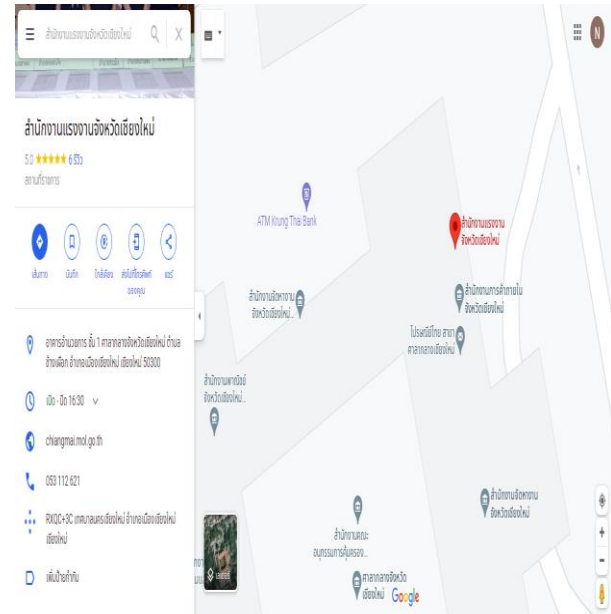 สำนักงานแรงงานจังหวัดเชียงใหม่
สำนักงานแรงงานจังหวัดเชียงใหม่
5.0 ★★★★★ 6 รีวิว
สถานที่ราชการ
เส้นทาง
บันทึก
ใกล้เคียง
ส่งไปที่โทรศัพท์
ของคุณ
แชร์
อาคารอำนวยการ ชั้น 1 ศาลากลางจังหวัดเชียงใหม่ ตำบล
ช้างเผือก อำเภอเมืองเชียงใหม่ เชียงใหม่ 50300
เปิด - ปิด 16:30
chiangmai.mol.go.th
053 112 621
RXQC+3C เทศบาลนครเชียงใหม่ อำเภอเมืองเชียงใหม่
เชียงใหม่
เพิ่มป้ายกำกับ
N
ATM Krung Thai Bank
สำนักงานแรงงาน
จังหวัดเชียงใหม่
สำนักงานจัดหางาน
จังหวัดเชียงใหม่...
สำนักงานการค้าภายใน
จังหวัดเชียงใหม่
ไปรษณีย์ไทย สาขา
ศาลากลางเชียงใหม่
สำนักงานพาณิชย์
จังหวัดเชียงใหม่...
สำนักงานจัดหางาน
จังหวัดเชียงใหม่
สำนักงานคณะ
อนุกรรมการคุ้มครอง...
ศาลากลางจังหวัด
เชียงใหม่
Google
เลเยอร์